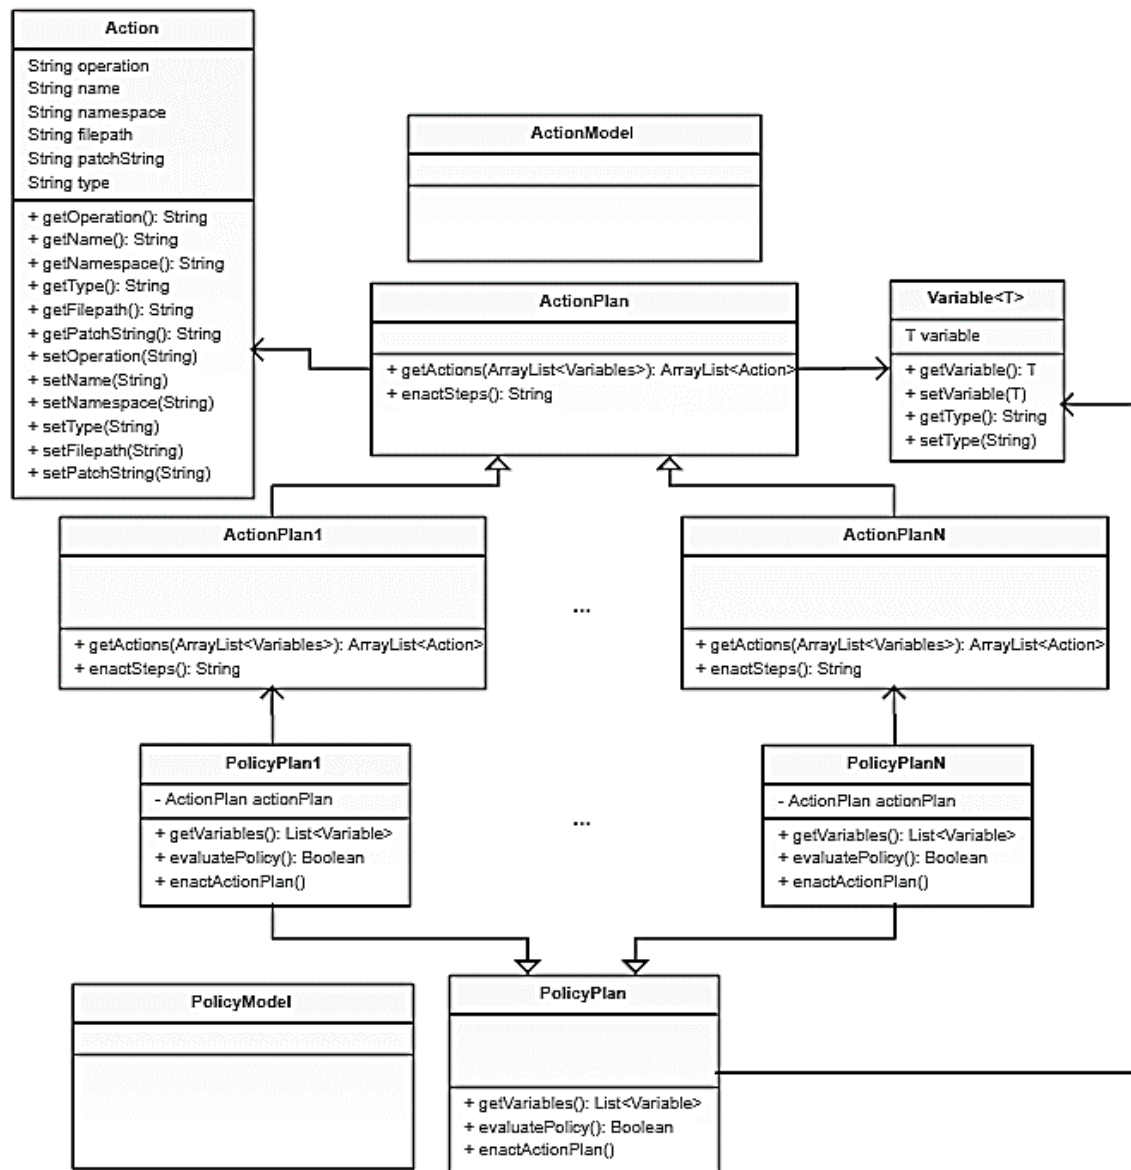 Action
String operation
String name
String namespace
String filepath
String patchString
String type
+ getOperation(): String
+ getName(): String
+ getNamespace(): String
+ getType(): String
+ getFilepath(): String
+ getPatchString(): String
+ setOperation(String)
+ setName(String)
+ setNamespace(String)
+ setType(String)
+ setFilepath(String)
+ setPatchString(String)
ActionModel
ActionPlan
+ getActions(ArrayList<Variables>): ArrayList<Action>
+ enactSteps(): String
Variable<T>
T variable
+ getVariable(): T
+ setVariable(T)
+ getType(): String
+ setType(String)
ActionPlan1
+ getActions(ArrayList<Variables>): ArrayList<Action>
+ enactSteps(): String
...
ActionPlanN
+ getActions(ArrayList<Variables>): ArrayList<Action>
+ enactSteps(): String
PolicyPlan1
- ActionPlan actionPlan
+ getVariables(): List<Variable>
+ evaluatePolicy(): Boolean
+ enactActionPlan()
...
PolicyPlanN
- ActionPlan actionPlan
+ getVariables(): List<Variable>
+ evaluatePolicy(): Boolean
+ enactActionPlan()
PolicyModel
PolicyPlan
+ getVariables(): List<Variable>
+ evaluatePolicy(): Boolean
+ enactActionPlan()